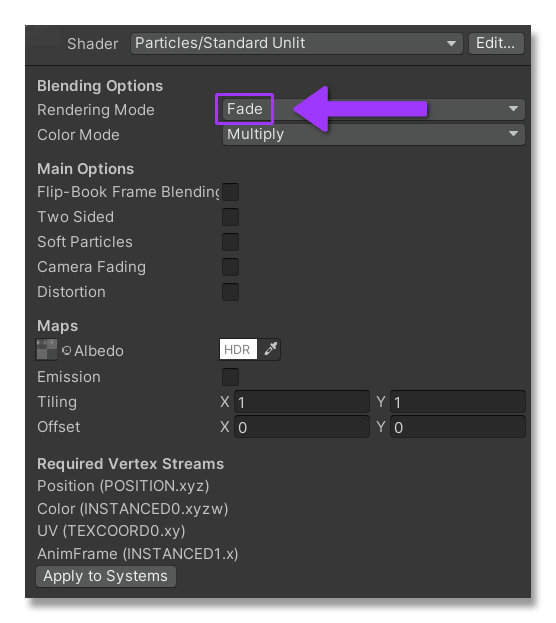 Shader Particles/Standard Unlit Edit...
Blending Options
Rendering Mode Fade
Color Mode Multiply
Main Options
Flip-Book Frame Blending
Two Sided
Soft Particles
Camera Fading
Distortion
Maps
Albedo HDR
Emission
Tiling X 1 Y 1
Offset X 0 Y 0
Required Vertex Streams
Position (POSITION.xyz)
Color (INSTANCED0.xyzw)
UV (TEXCOORD0.xy)
AnimFrame (INSTANCED1.x)
Apply to Systems